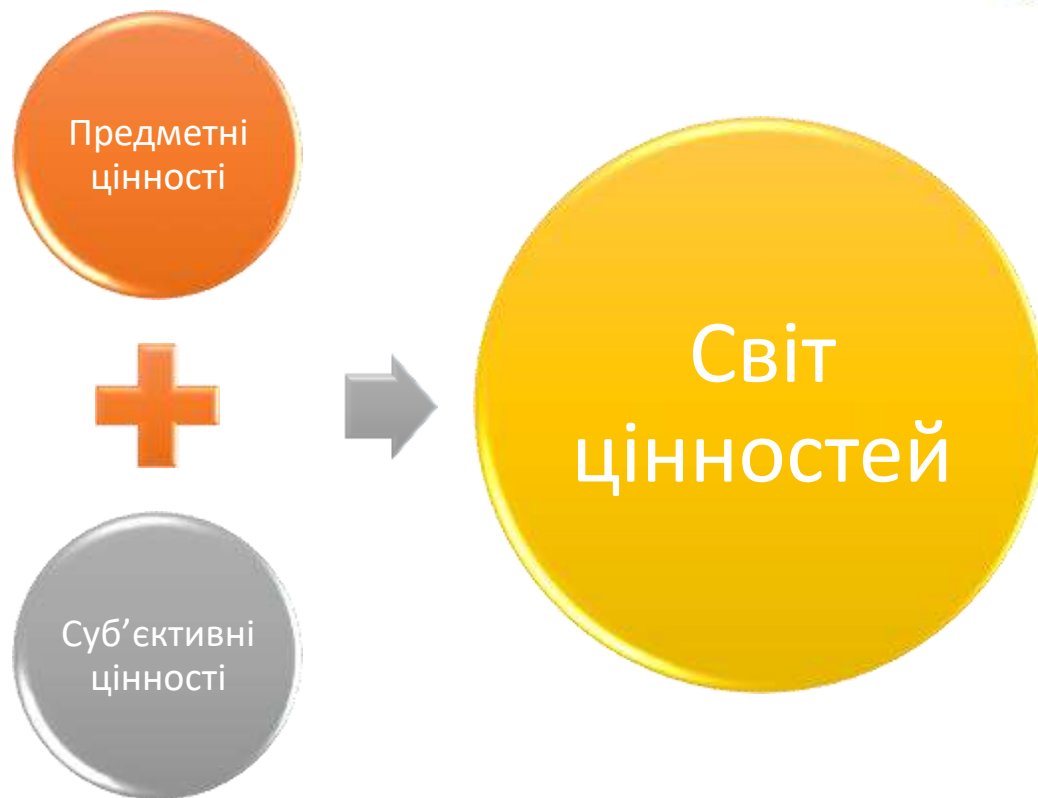 Предметні
цінності
Суб’єктивні
цінності
Світ
цінностей